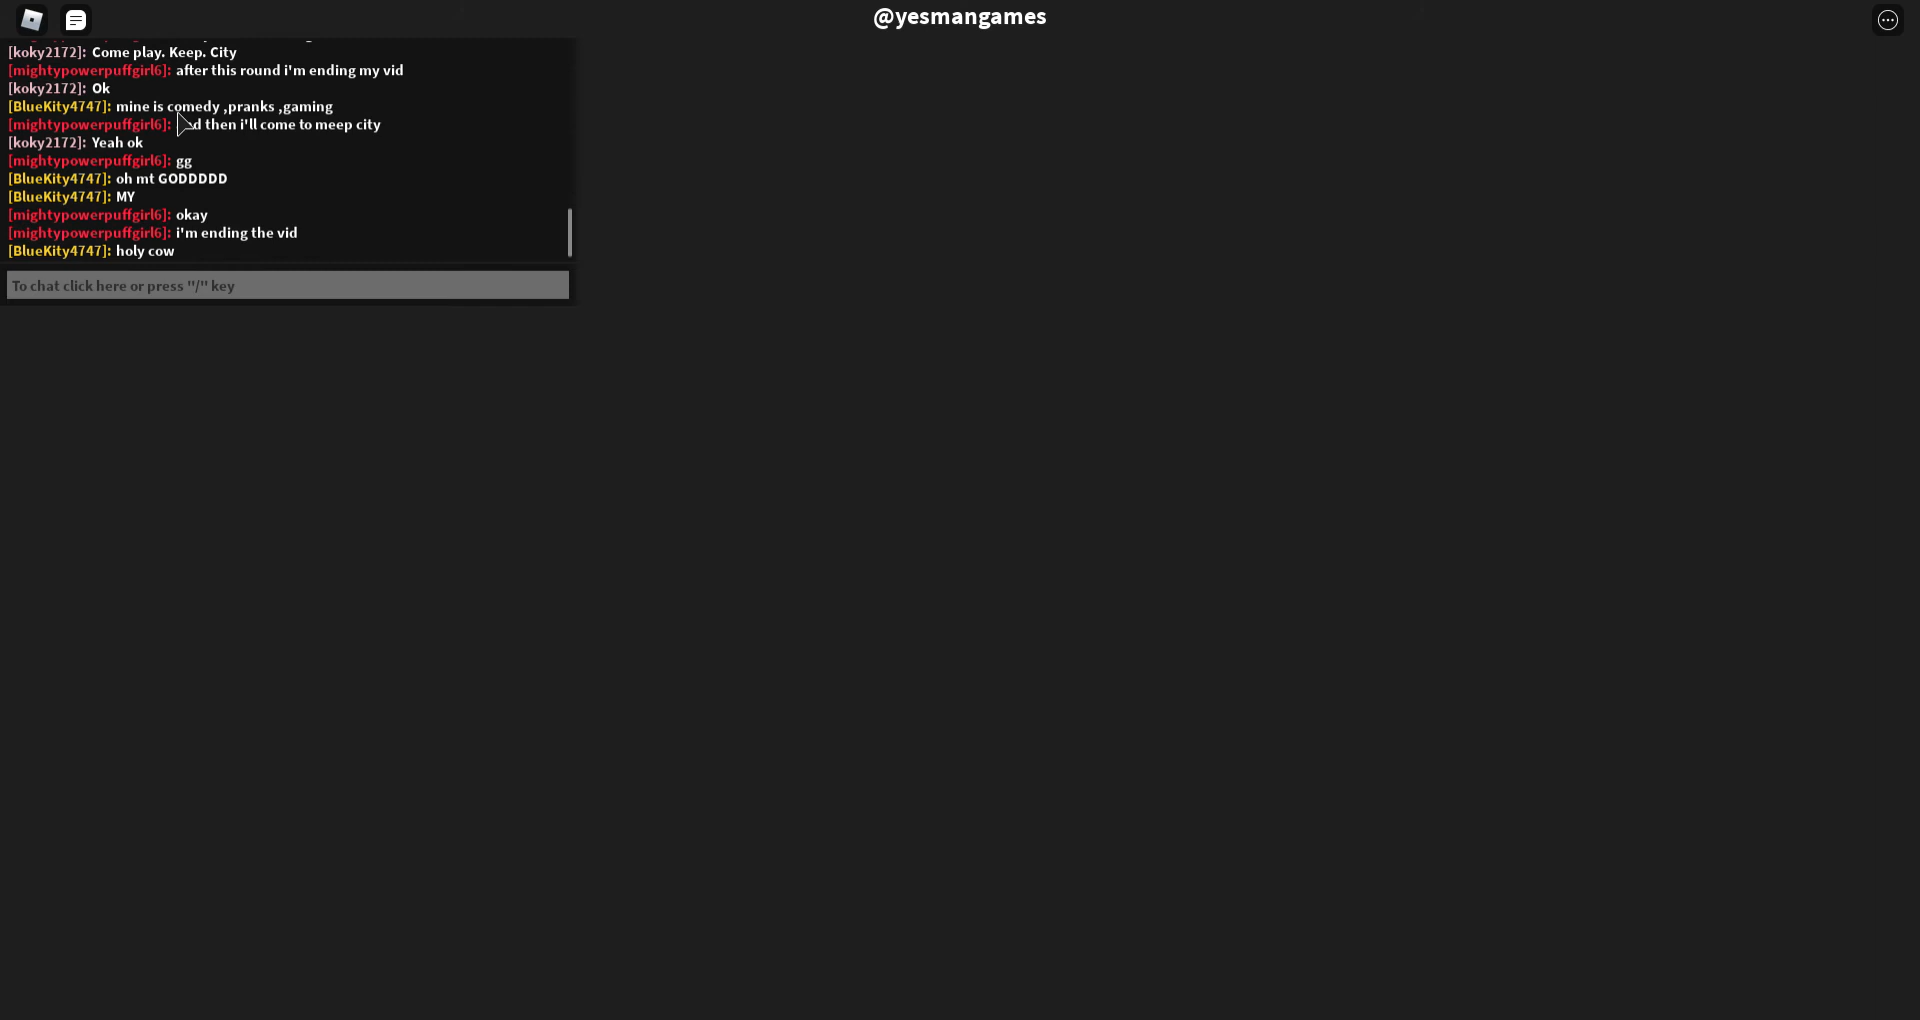 @yesmangames
[koky2172]: Come play. Keep. City
[mightypowerpuffgirl6]: after this round i'm ending my vid
[koky2172]: Ok
[BlueKity4747]: mine is comedy ,pranks ,gaming
[mightypowerpuffgirl6]: d then i'll come to meep city
[koky2172]: Yeah ok
[mightypowerpuffgirl6]: gg
[BlueKity4747]: oh mt GODDDDD
[BlueKity4747]: MY
[mightypowerpuffgirl6]: okay
[mightypowerpuffgirl6]: i'm ending the vid
[BlueKity4747]: holy cow
To chat click here or press "/" key